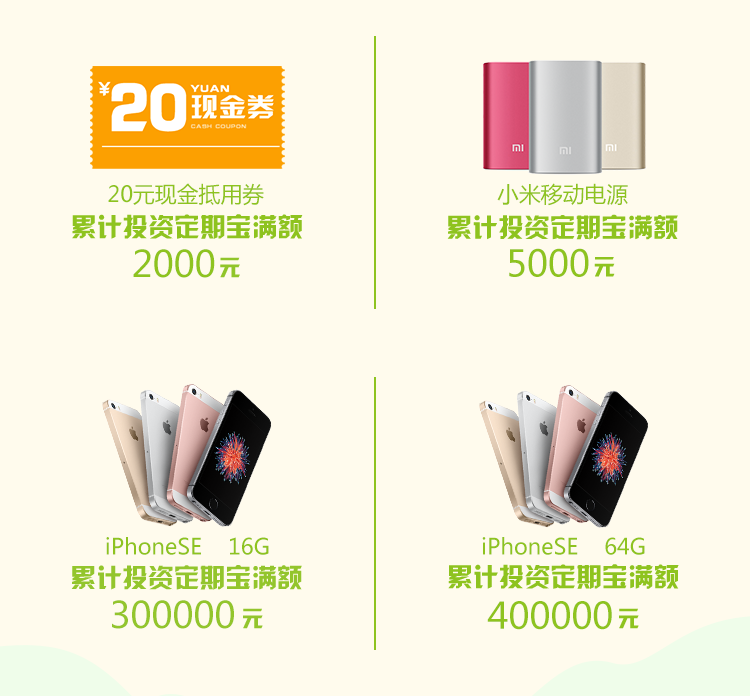 ¥20 YUAN
现金券
CASH COUPON
20元现金抵用券
累计投资定期宝满额
2000元
MI MI MI
小米移动电源
累计投资定期宝满额
5000元
iPhoneSE 16G
累计投资定期宝满额
300000元
iPhoneSE 64G
累计投资定期宝满额
400000元